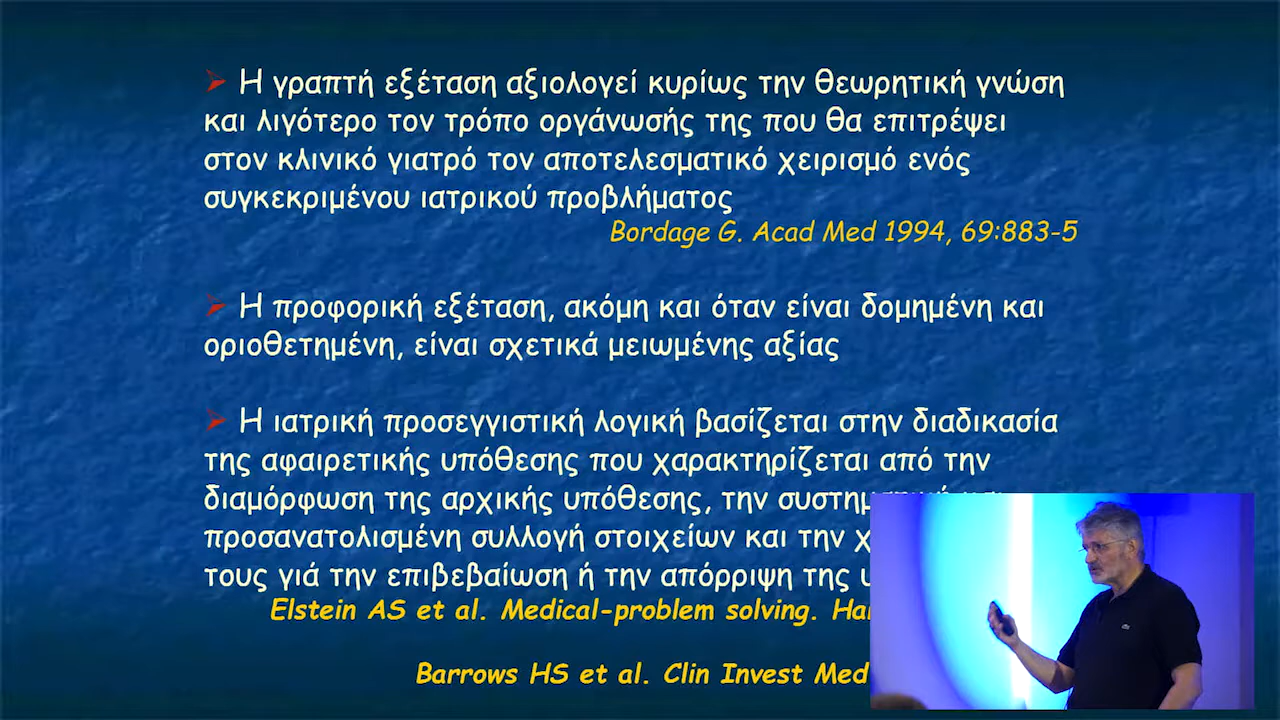 Η γραπτή εξέταση αξιολογεί κυρίως την θεωρητική γνώση
και λιγότερο τον τρόπο οργάνωσής της που θα επιτρέψει
στον κλινικό γιατρό τον αποτελεσματικό χειρισμό ενός
συγκεκριμένου ιατρικού προβλήματος
Bordage G. Acad Med 1994, 69:883-5
Η προφορική εξέταση, ακόμη και όταν είναι δομημένη και
οριοθετημένη, είναι σχετικά μειωμένης αξίας
Η ιατρική προσεγγιστική λογική βασίζεται στην διαδικασία
της αφαιρετικής υπόθεσης που χαρακτηρίζεται από την
διαμόρφωση της αρχικής υπόθεσης, την
προσανατολισμένη συλλογή στοιχείων και την
τους γιά την επιβεβαίωση ή την απόρριψη της
Elstein AS et al. Medical-problem solving.
Barrows HS et al. Clin Invest Med